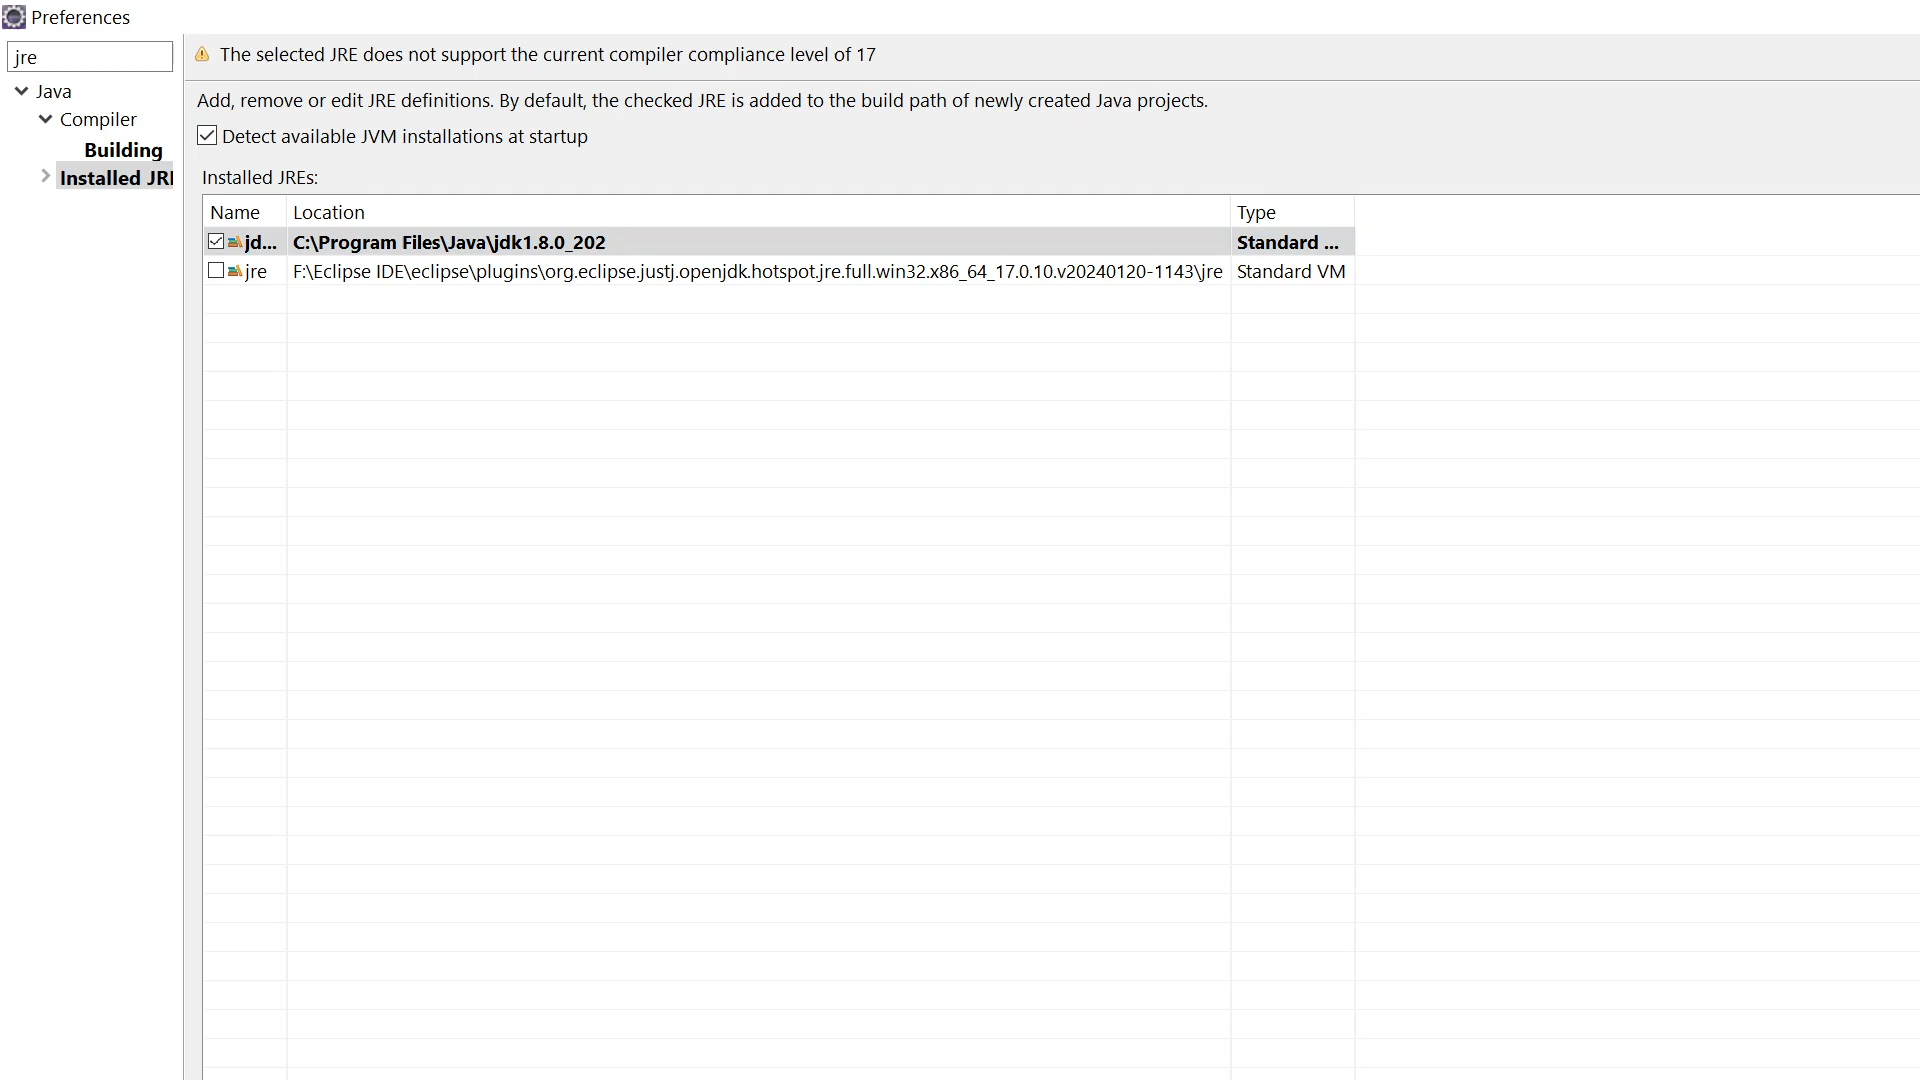 Preferences
jre
The selected JRE does not support the current compiler compliance level of 17
Java
Compiler
Building
Installed JRE
Add, remove or edit JRE definitions. By default, the checked JRE is added to the build path of newly created Java projects.
Detect available JVM installations at startup
Installed JREs:
Name Location Type
jd... C:\Program Files\Java\jdk1.8.0_202 Standard ...
jre F:\Eclipse IDE\eclipse\plugins\org.eclipse.justj.openjdk.hotspot.jre.full.win32.x86_64_17.0.10.v20240120-1143\jre Standard VM